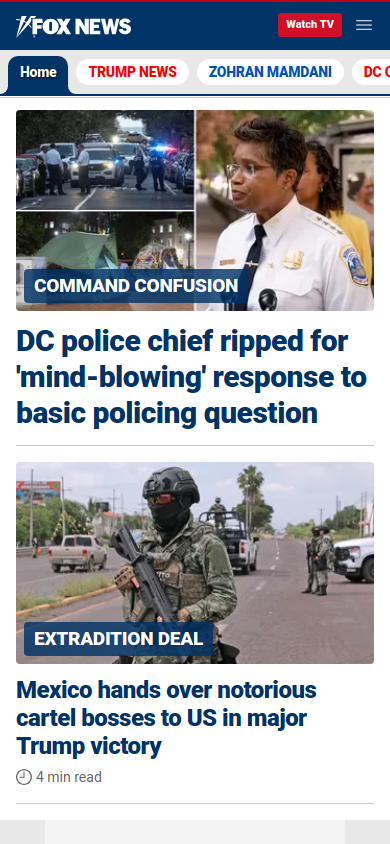 FOX NEWS
Watch TV
Home
TRUMP NEWS
ZOHRAN MAMDANI
DC
COMMAND CONFUSION
DC police chief ripped for
'mind-blowing' response to
basic policing question
EXTRADITION DEAL
Mexico hands over notorious
cartel bosses to US in major
Trump victory
4 min read